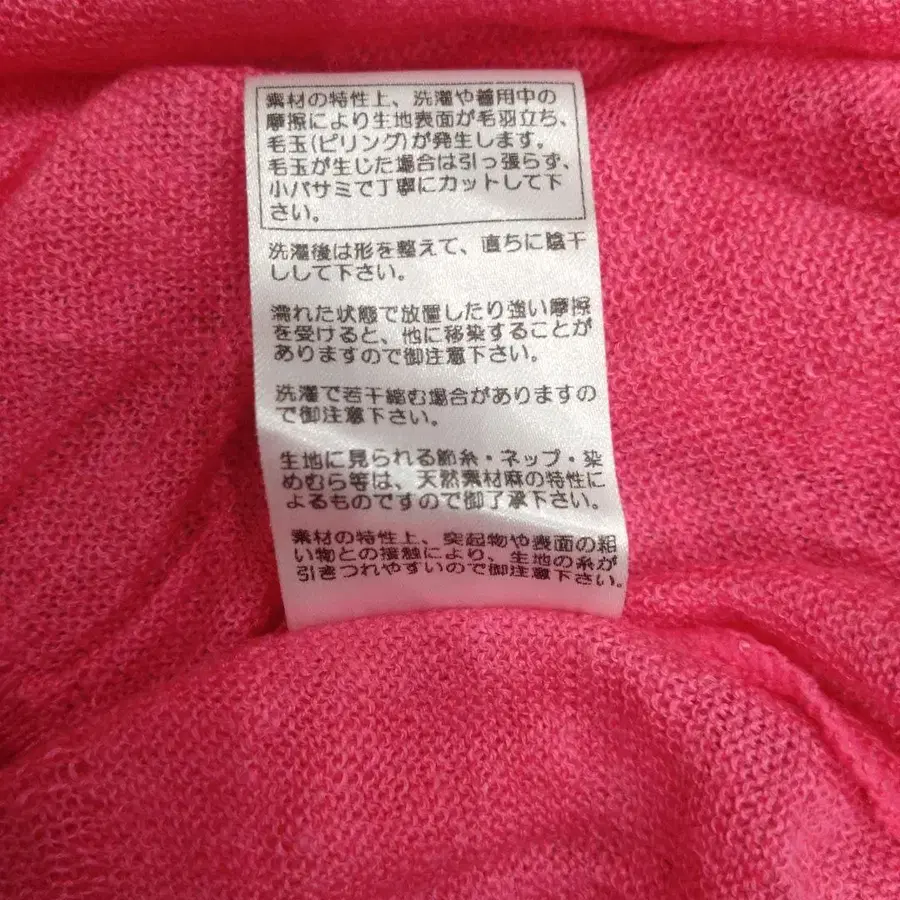 素材の特性上、洗濯や着用中の
摩擦により生地表面が毛羽立ち、
毛玉(ピリング)が発生します。
毛玉が生じた場合は引っ張らず、
小バサミで丁寧にカットして下
さい。
洗濯後は形を整えて、直ちに陰干
ししして下さい。
濡れた状態で放置したり強い摩擦
を受けると、他に移染することが
ありますので御注意下さい。
洗濯で若干縮む場合がありますの
で御注意下さい。
生地に見られる節糸・ネップ・染
めむら等は、天然素材麻の特性に
よるものですので御了承下さい。
素材の特性上、突起物や表面の粗
い物との接触により、生地の糸が
引きつれやすいので御注意下さい。